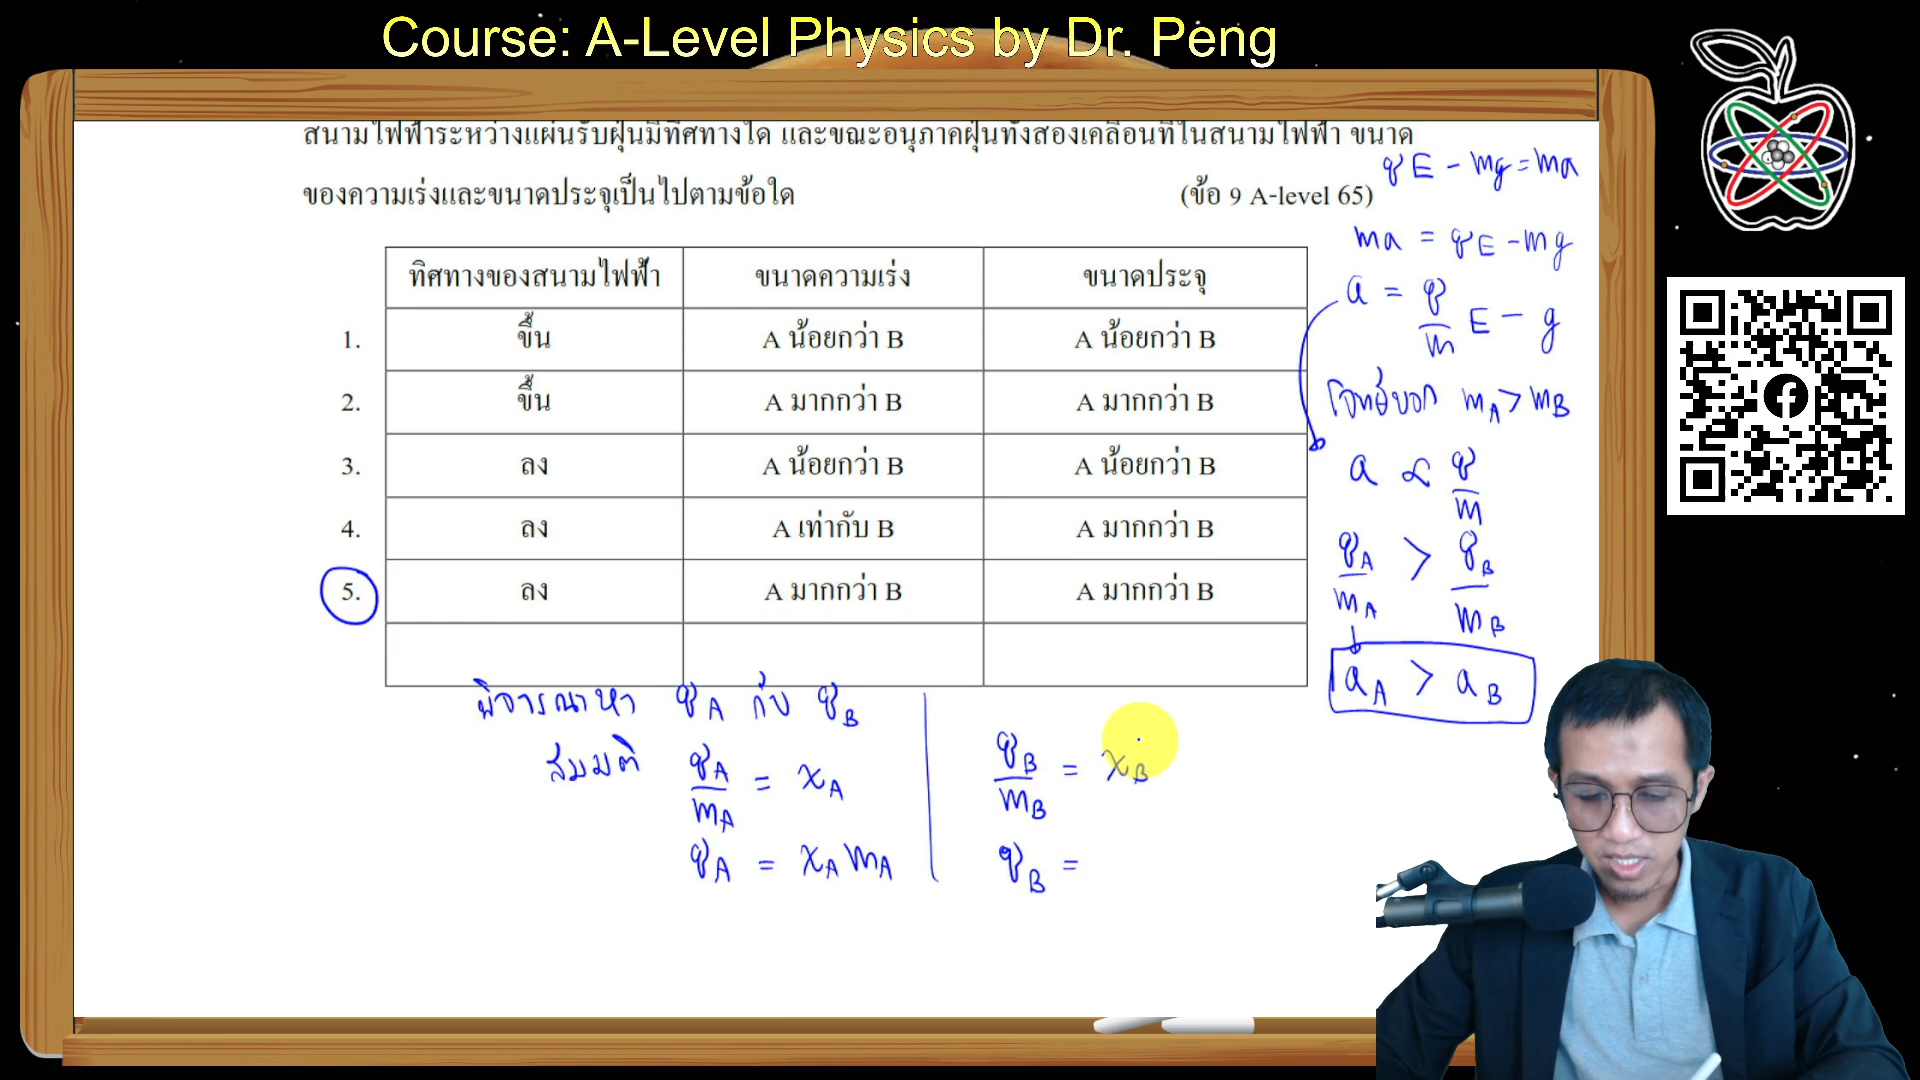 Course: A-Level Physics by Dr. Peng
สนามไฟฟ้าระหว่างแผ่นรับฝุ่นมีทิศทางใด และขณะอนุภาคฝุ่นทั้งสองเคลื่อนที่ในสนามไฟฟ้า ขนาด
ของความเร่งและขนาดประจุเป็นไปตามข้อใด (ข้อ 9 A-level 65)
ทิศทางของสนามไฟฟ้า ขนาดความเร่ง ขนาดประจุ
1. ขึ้น A น้อยกว่า B A น้อยกว่า B
2. ขึ้น A มากกว่า B A มากกว่า B
3. ลง A น้อยกว่า B A น้อยกว่า B
4. ลง A เท่ากับ B A มากกว่า B
5. ลง A มากกว่า B A มากกว่า B
qE - mg = ma
ma = qE - mg
a = q/m E - g
โจทย์บอก mA > mB
a ∝ q/m
qA/mA > qB/mB
aA > aB
พิจารณาหา qA กับ qB
สมมติ qA/mA = xA
qA = xA mA
qB/mB = xB
qB =